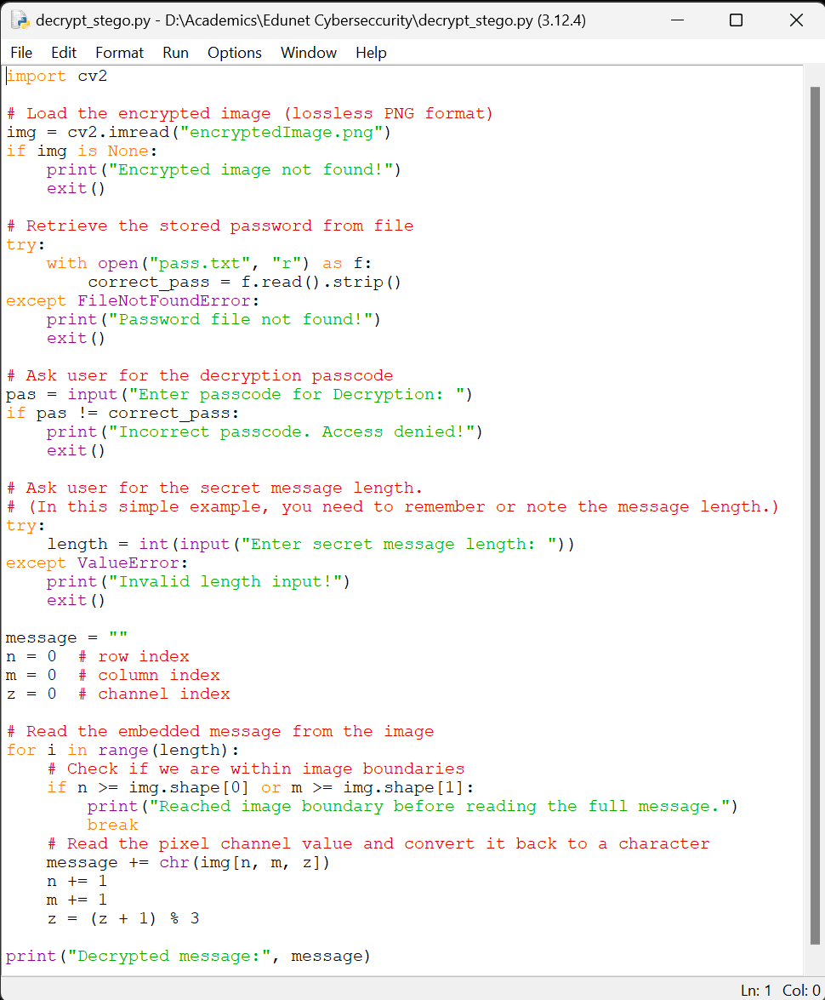 decrypt_stego.py - D:\Academics\Edunet Cyberseccurity\decrypt_stego.py (3.12.4)
File Edit Format Run Options Window Help
import cv2

# Load the encrypted image (lossless PNG format)
img = cv2.imread("encryptedImage.png")
if img is None:
    print("Encrypted image not found!")
    exit()

# Retrieve the stored password from file
try:
    with open("pass.txt", "r") as f:
        correct_pass = f.read().strip()
except FileNotFoundError:
    print("Password file not found!")
    exit()

# Ask user for the decryption passcode
pas = input("Enter passcode for Decryption: ")
if pas != correct_pass:
    print("Incorrect passcode. Access denied!")
    exit()

# Ask user for the secret message length.
# (In this simple example, you need to remember or note the message length.)
try:
    length = int(input("Enter secret message length: "))
except ValueError:
    print("Invalid length input!")
    exit()

message = ""
n = 0  # row index
m = 0  # column index
z = 0  # channel index

# Read the embedded message from the image
for i in range(length):
    # Check if we are within image boundaries
    if n >= img.shape[0] or m >= img.shape[1]:
        print("Reached image boundary before reading the full message.")
        break
    # Read the pixel channel value and convert it back to a character
    message += chr(img[n, m, z])
    n += 1
    m += 1
    z = (z + 1) % 3

print("Decrypted message:", message)
Ln: 1 Col: 0